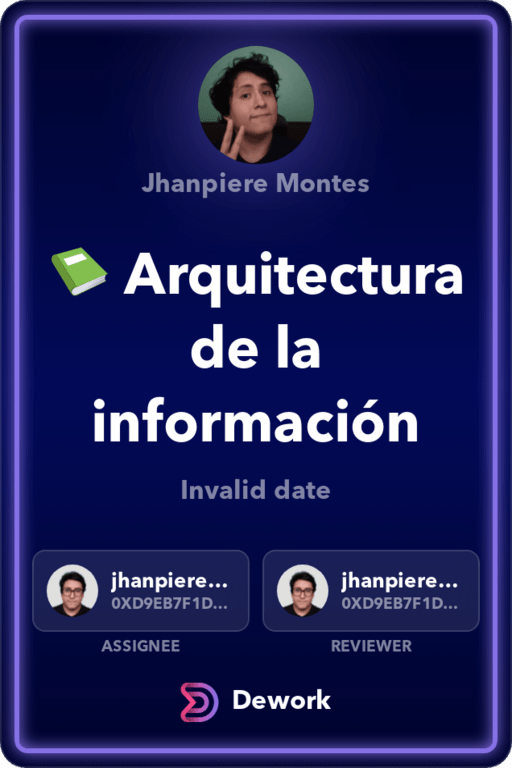 Jhanpiere Montes
📗 Arquitectura
de la
información
Invalid date
jhanpiere...
0XD9EB7F1D...
jhanpiere...
0XD9EB7F1D...
ASSIGNEE
REVIEWER
Dework